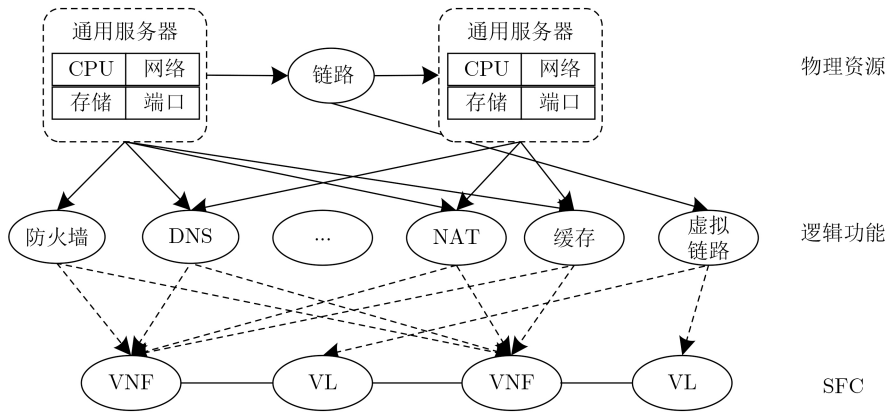 通用服务器
通用服务器
CPU 网络
链路
CPU 网络
物理资源
存储 端口
存储 端口
防火墙
DNS
...
NAT
缓存
虚拟
链路
逻辑功能
VNF
VL
VNF
VL
SFC